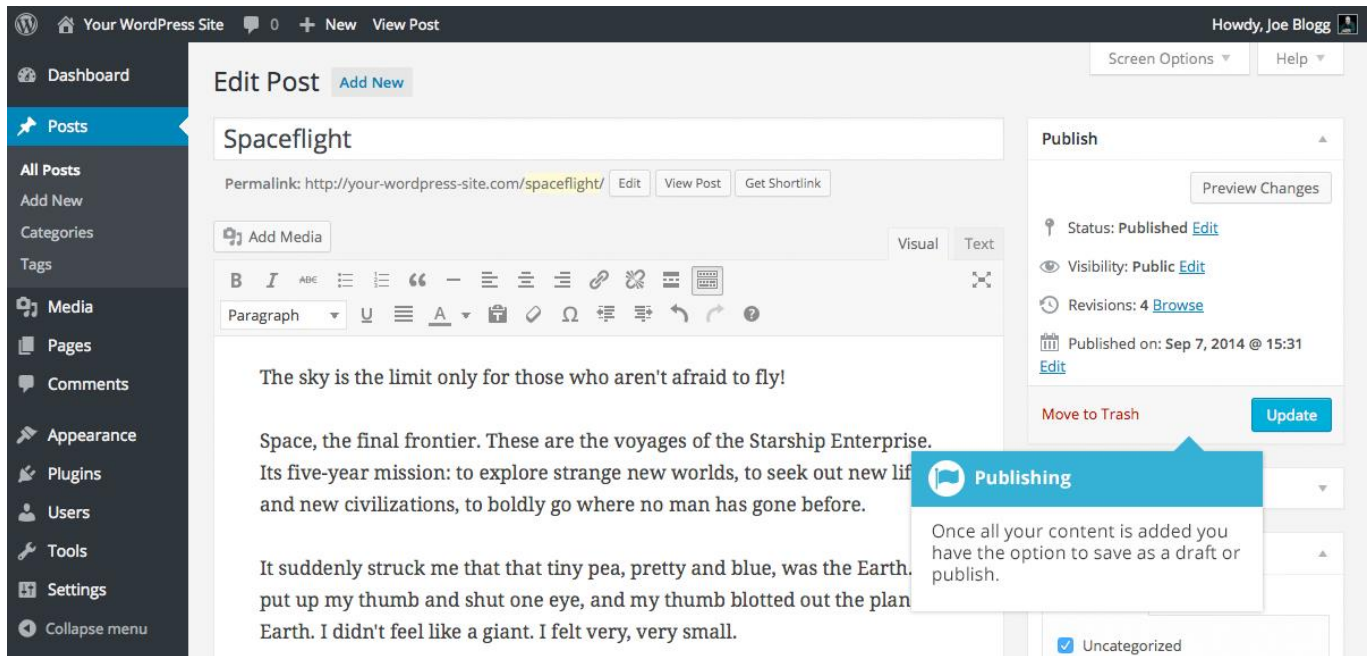 Your WordPress Site 0 + New View Post Howdy, Joe Blogg
Screen Options Help
Dashboard
Posts
All Posts
Add New
Categories
Tags
Media
Pages
Comments
Appearance
Plugins
Users
Tools
Settings
Collapse menu
Edit Post Add New
Spaceflight
Permalink: http://your-wordpress-site.com/spaceflight/ Edit View Post Get Shortlink
Add Media
Visual Text
B I ABC
Paragraph U A Ω
The sky is the limit only for those who aren't afraid to fly!
Space, the final frontier. These are the voyages of the Starship Enterprise.
Its five-year mission: to explore strange new worlds, to seek out new
and new civilizations, to boldly go where no man has gone before.
It suddenly struck me that that tiny pea, pretty and blue, was the Earth.
put up my thumb and shut one eye, and my thumb blotted out the
Earth. I didn't feel like a giant. I felt very, very small.
Publish
Preview Changes
Status: Published Edit
Visibility: Public Edit
Revisions: 4 Browse
Published on: Sep 7, 2014 @ 15:31
Edit
Move to Trash Update
Publishing
Once all your content is added you
have the option to save as a draft or
publish.
Uncategorized